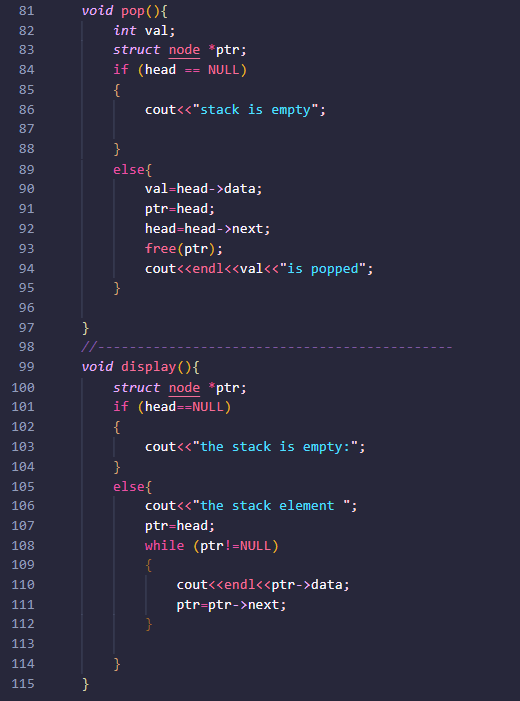 81 void pop(){
82 int val;
83 struct node *ptr;
84 if (head == NULL)
85 {
86 cout<<"stack is empty";
87
88 }
89 else{
90 val=head->data;
91 ptr=head;
92 head=head->next;
93 free(ptr);
94 cout<<endl<<val<<"is popped";
95 }
96
97 }
98 //---------------------------------------------
99 void display(){
100 struct node *ptr;
101 if (head==NULL)
102 {
103 cout<<"the stack is empty:";
104 }
105 else{
106 cout<<"the stack element ";
107 ptr=head;
108 while (ptr!=NULL)
109 {
110 cout<<endl<<ptr->data;
111 ptr=ptr->next;
112 }
113
114 }
115 }